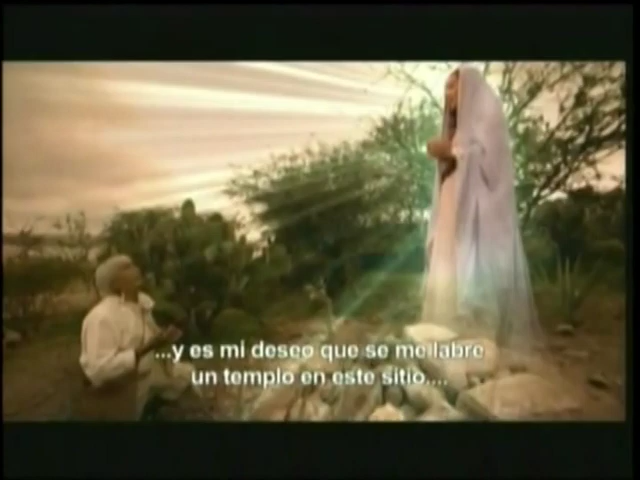 ...y es mi deseo que se me labre
un templo en este sitio....